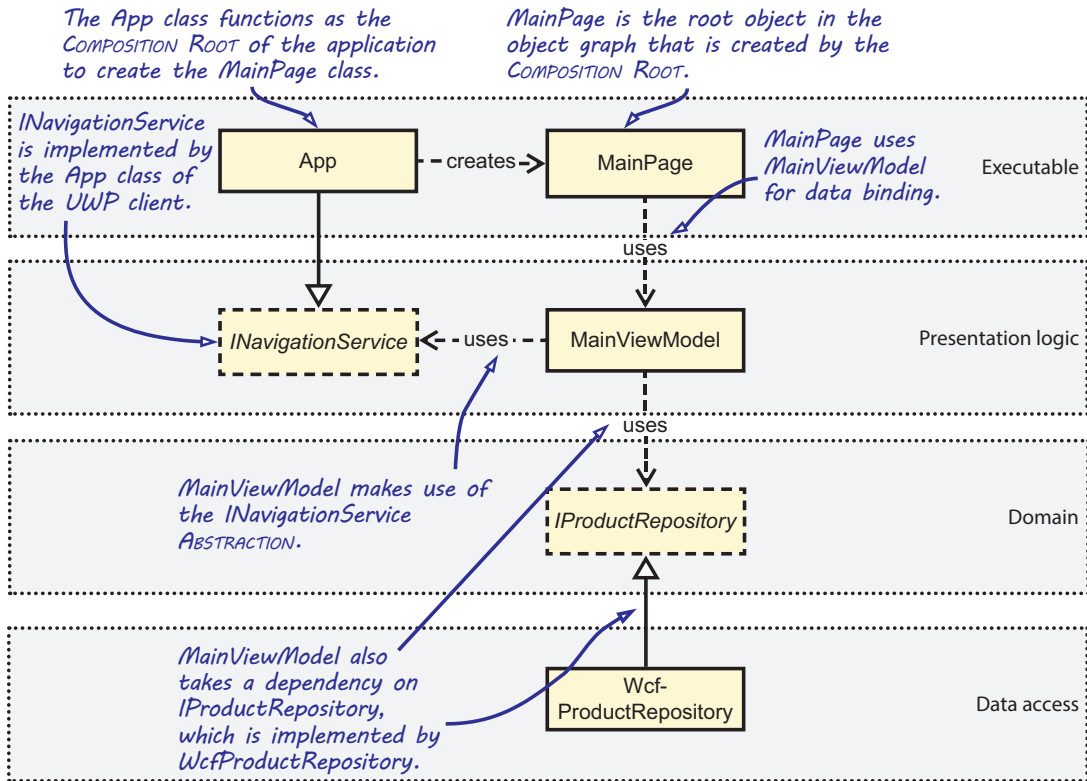 The App class functions as the
COMPOSITION ROOT of the application
to create the MainPage class.
MainPage is the root object in the
object graph that is created by the
COMPOSITION ROOT.
INavigationService
is implemented by
the App class of
the UWP client.
App
creates
MainPage
MainPage uses
MainViewModel
for data binding.
Executable
uses
INavigationService
uses
MainViewModel
Presentation logic
uses
MainViewModel makes use of
the INavigationService
ABSTRACTION.
IProductRepository
Domain
MainViewModel also
takes a dependency on
IProductRepository,
which is implemented by
WcfProductRepository.
Wcf-
ProductRepository
Data access